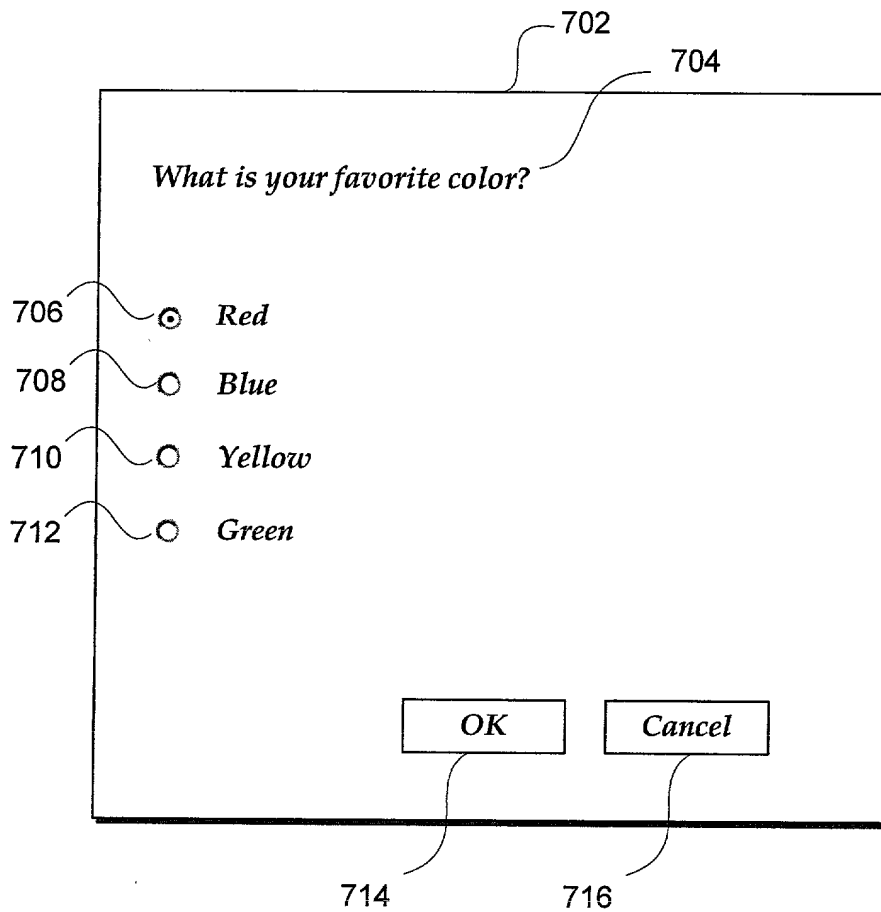 702
704
What is your favorite color?
706 Red
708 Blue
710 Yellow
712 Green
OK Cancel
714 716